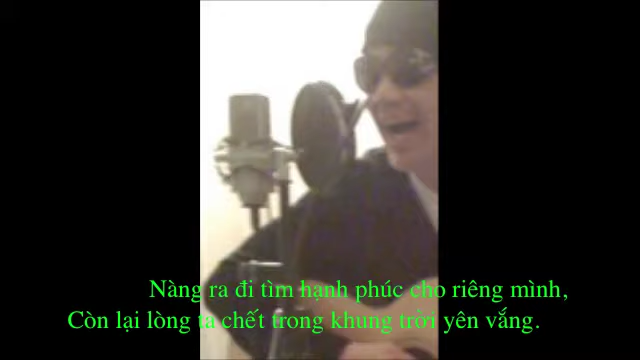 Nàng ra đi tìm hạnh phúc cho riêng mình,
Còn lại lòng ta chết trong khung trời yên vắng.